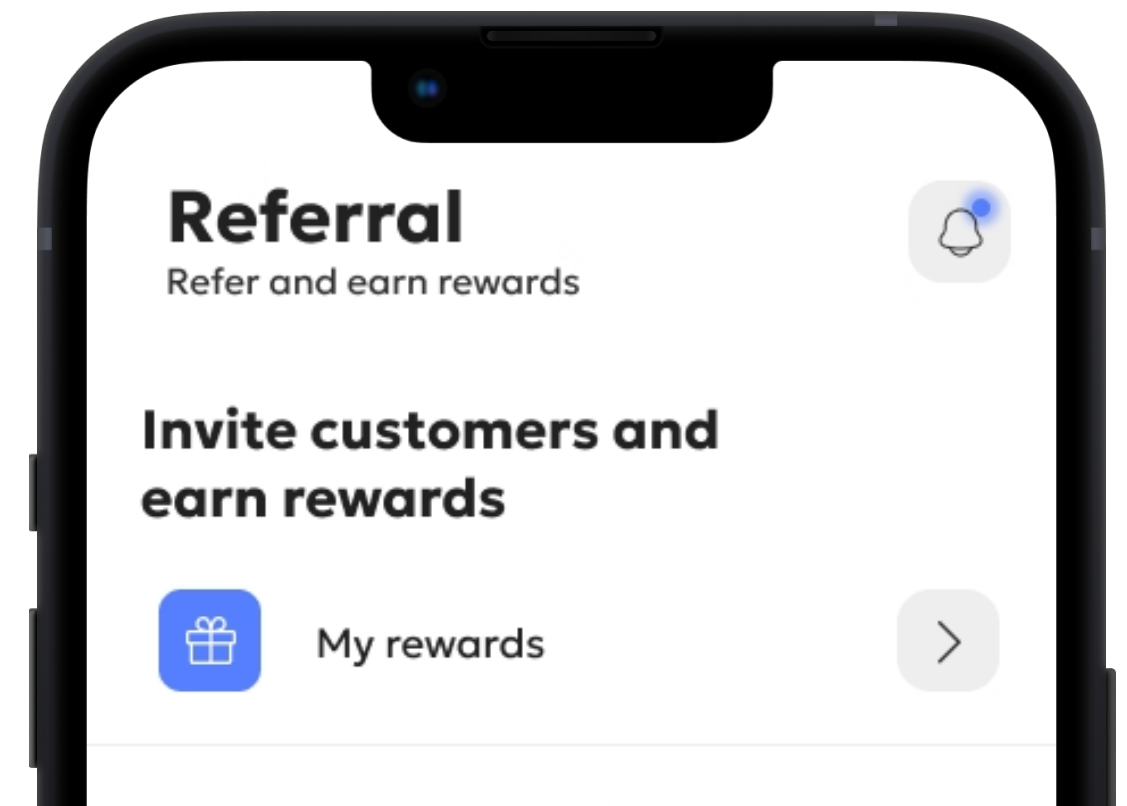 Referral
Refer and earn rewards
Invite customers and
earn rewards
My rewards